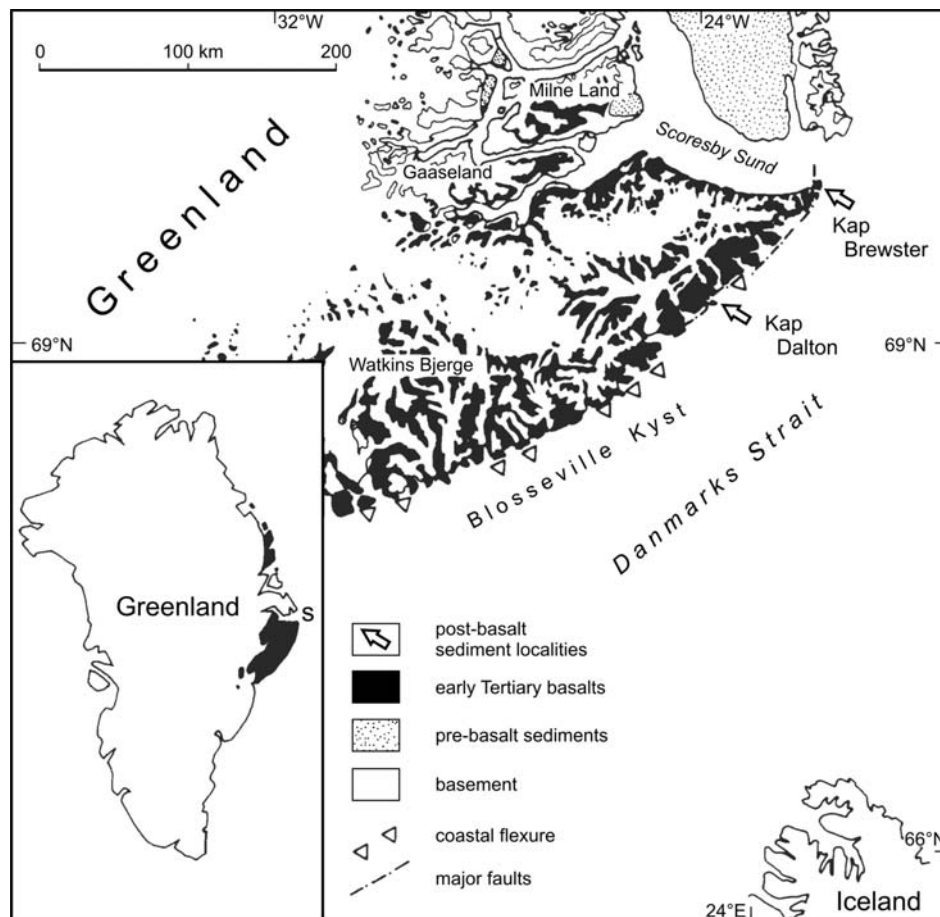 32°W
24°W
0
100 km
200
Milne Land
Scoresby Sund
Gaaseland
Greenland
Kap
Brewster
Kap
Dalton
69°N
69°N
Watkins Bjerge
Blosseville Kyst
Danmarks Strait
Greenland
S
post-basalt
sediment localities
early Tertiary basalts
pre-basalt sediments
basement
coastal flexure
major faults
66°N
24°E
Iceland